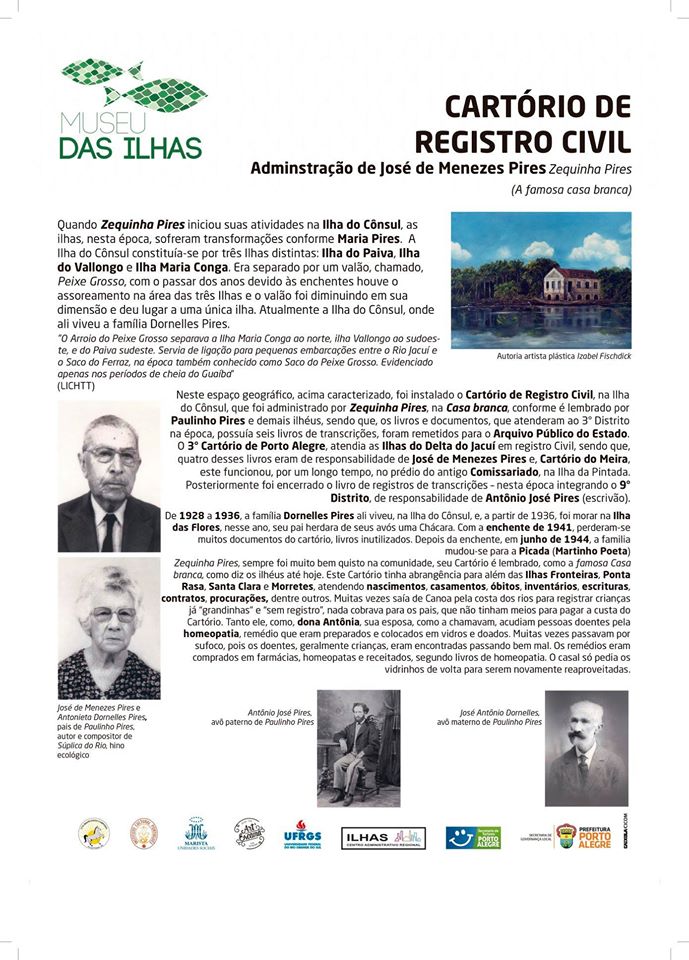 MUSEU
DAS ILHAS
CARTÓRIO DE
REGISTRO CIVIL
Adminstração de José de Menezes Pires Zequinha Pires
(A famosa casa branca)
Quando Zequinha Pires iniciou suas atividades na Ilha do Cônsul, as
ilhas, nesta época, sofreram transformações conforme Maria Pires. A
Ilha do Cônsul constituía-se por três Ilhas distintas: Ilha do Paiva, Ilha
do Vallongo e Ilha Maria Conga. Era separado por um valão, chamado,
Peixe Grosso, com o passar dos anos devido às enchentes houve o
assoreamento na área das três Ilhas e o valão foi diminuindo em sua
dimensão e deu lugar a uma única ilha. Atualmente a Ilha do Cônsul, onde
ali viveu a família Dornelles Pires.
"O Arroio do Peixe Grosso separava a Ilha Maria Conga ao norte, ilha Vallongo ao sudoes-
te, e do Paiva sudeste. Servia de ligação para pequenas embarcações entre o Rio Jacuí e
o Saco do Ferraz, na época também conhecido como Saco do Peixe Grosso. Evidenciado
apenas nos períodos de cheia do Guaíba"
(LICHTT)
Autoria artista plástica Izabel Fischdick
Neste espaço geográfico, acima caracterizado, foi instalado o Cartório de Registro Civil, na Ilha
do Cônsul, que foi administrado por Zequinha Pires, na Casa branca, conforme é lembrado por
Paulinho Pires e demais ilhéus, sendo que, os livros e documentos, que atenderam ao 3° Distrito
na época, possuía seis livros de transcrições, foram remetidos para o Arquivo Público do Estado.
O 3° Cartório de Porto Alegre, atendia as Ilhas do Delta do Jacuí em registro Civil, sendo que,
quatro desses livros eram de responsabilidade de José de Menezes Pires e, Cartório do Meira,
este funcionou, por um longo tempo, no prédio do antigo Comissariado, na Ilha da Pintada.
Posteriormente foi encerrado o livro de registros de transcrições – nesta época integrando o 9°
Distrito, de responsabilidade de Antônio José Pires (escrivão).
De 1928 a 1936, a família Dornelles Pires ali viveu, na Ilha do Cônsul, e, a partir de 1936, foi morar na Ilha
das Flores, nesse ano, seu pai herdara de seus avós uma Chácara. Com a enchente de 1941, perderam-se
muitos documentos do cartório, livros inutilizados. Depois da enchente, em junho de 1944, a familia
mudou-se para a Picada (Martinho Poeta)
Zequinha Pires, sempre foi muito bem quisto na comunidade, seu Cartório é lembrado, como a famosa Casa
branca, como diz os ilhéus até hoje. Este Cartório tinha abrangência para além das Ilhas Fronteiras, Ponta
Rasa, Santa Clara e Morretes, atendendo nascimentos, casamentos, óbitos, inventários, escrituras,
contratos, procurações, dentre outros. Muitas vezes saía de Canoa pela costa dos rios para registrar crianças
já "grandinhas" e "sem registro", nada cobrava para os pais, que não tinham meios para pagar a custa do
Cartório. Tanto ele, como, dona Antônia, sua esposa, como a chamavam, acudiam pessoas doentes pela
homeopatia, remédio que eram preparados e colocados em vidros e doados. Muitas vezes passavam por
sufoco, pois os doentes, geralmente crianças, eram encontradas passando bem mal. Os remédios eram
comprados em farmácias, homeopatas e receitados, segundo livros de homeopatia. O casal só pedia os
vidrinhos de volta para serem novamente reaproveitadas.
José de Menezes Pires e
Antonieta Dornelles Pires,
pais de Paulinho Pires,
autor e compositor de
Súplica do Rio, hino
ecológico
Antônio José Pires,
avô paterno de Paulinho Pires
José Antônio Dornelles,
avô materno de Paulinho Pires
MARISTA
UNIDADES SOCIAIS
UFRGS
UNIVERSIDADE FEDERAL
DO RIO GRANDE DO SUL
ILHAS
CENTRO ADMINISTRATIVO REGIONAL
Secretaria de
Turismo
PORTO
ALEGRE
SECRETARIA DE
GOVERNANÇA LOCAL
PREFEITURA
PORTO
ALEGRE